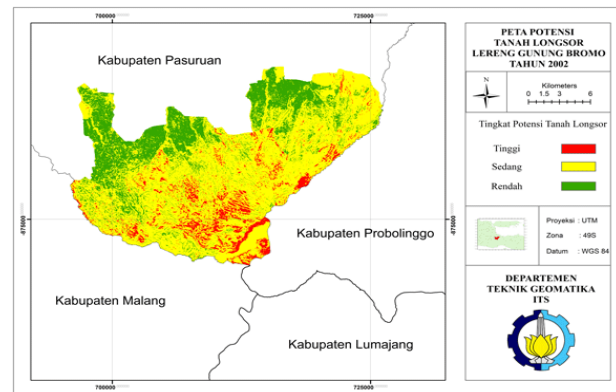 700000
725000
PETA POTENSI
TANAH LONGSOR
LERENG GUNUNG BROMO
TAHUN 2002
N
Kilometers
0 1.5 3 6
Tingkat Potensi Tanah Longsor
Tinggi
Sedang
Rendah
Proyeksi : UTM
Zona : 49S
Datum : WGS 84
DEPARTEMEN
TEKNIK GEOMATIKA
ITS
Kabupaten Pasuruan
Kabupaten Probolinggo
Kabupaten Malang
Kabupaten Lumajang
700000
725000